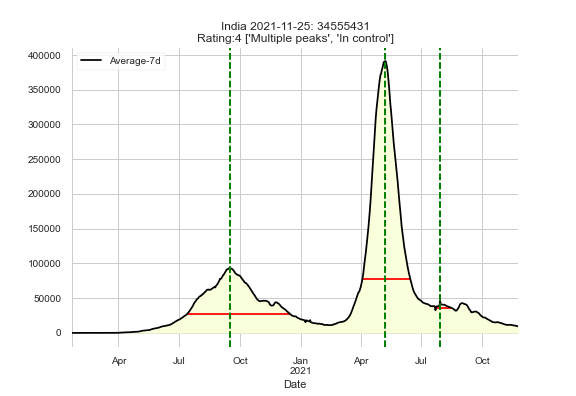 India 2021-11-25: 34555431
Rating:4 ['Multiple peaks', 'In control']
Average-7d
400000
350000
300000
250000
200000
150000
100000
50000
0
Apr Jul Oct Jan Apr Jul Oct
2021
Date